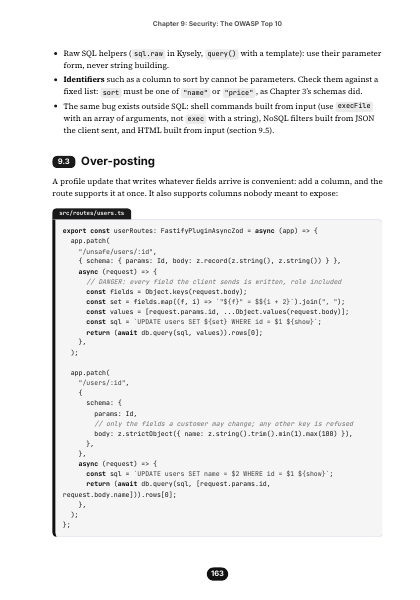 Chapter 9: Security: The OWASP Top 10
• Raw SQL helpers (sql.raw in Kysely, query() with a template): use their parameter
form, never string building.
• Identifiers such as a column to sort by cannot be parameters. Check them against a
fixed list: sort must be one of "name" or "price", as Chapter 3's schemas did.
• The same bug exists outside SQL: shell commands built from input (use execFile
with an array of arguments, not exec with a string), NoSQL filters built from JSON
the client sent, and HTML built from input (section 9.5).
9.3 Over-posting
A profile update that writes whatever fields arrive is convenient: add a column, and the
route supports it at once. It also supports columns nobody meant to expose:
src/routes/users.ts
export const userRoutes: FastifyPluginAsyncZod = async (app) => {
  app.patch(
    "/unsafe/users/:id",
    { schema: { params: Id, body: z.record(z.string(), z.string()) } },
    async (request) => {
      // DANGER: every field the client sends is written, role included
      const fields = Object.keys(request.body);
      const set = fields.map((f, i) => `"${f}" = $${i + 2}`).join(", ");
      const values = [request.params.id, ...Object.values(request.body)];
      const sql = `UPDATE users SET ${set} WHERE id = $1 ${show}`;
      return (await db.query(sql, values)).rows[0];
    },
  );
  app.patch(
    "/users/:id",
    {
      schema: {
        params: Id,
        // only the fields a customer may change; any other key is refused
        body: z.strictObject({ name: z.string().trim().min(1).max(100) }),
      },
    },
    async (request) => {
      const sql = `UPDATE users SET name = $2 WHERE id = $1 ${show}`;
      return (await db.query(sql, [request.params.id,
request.body.name])).rows[0];
    },
  );
};
163